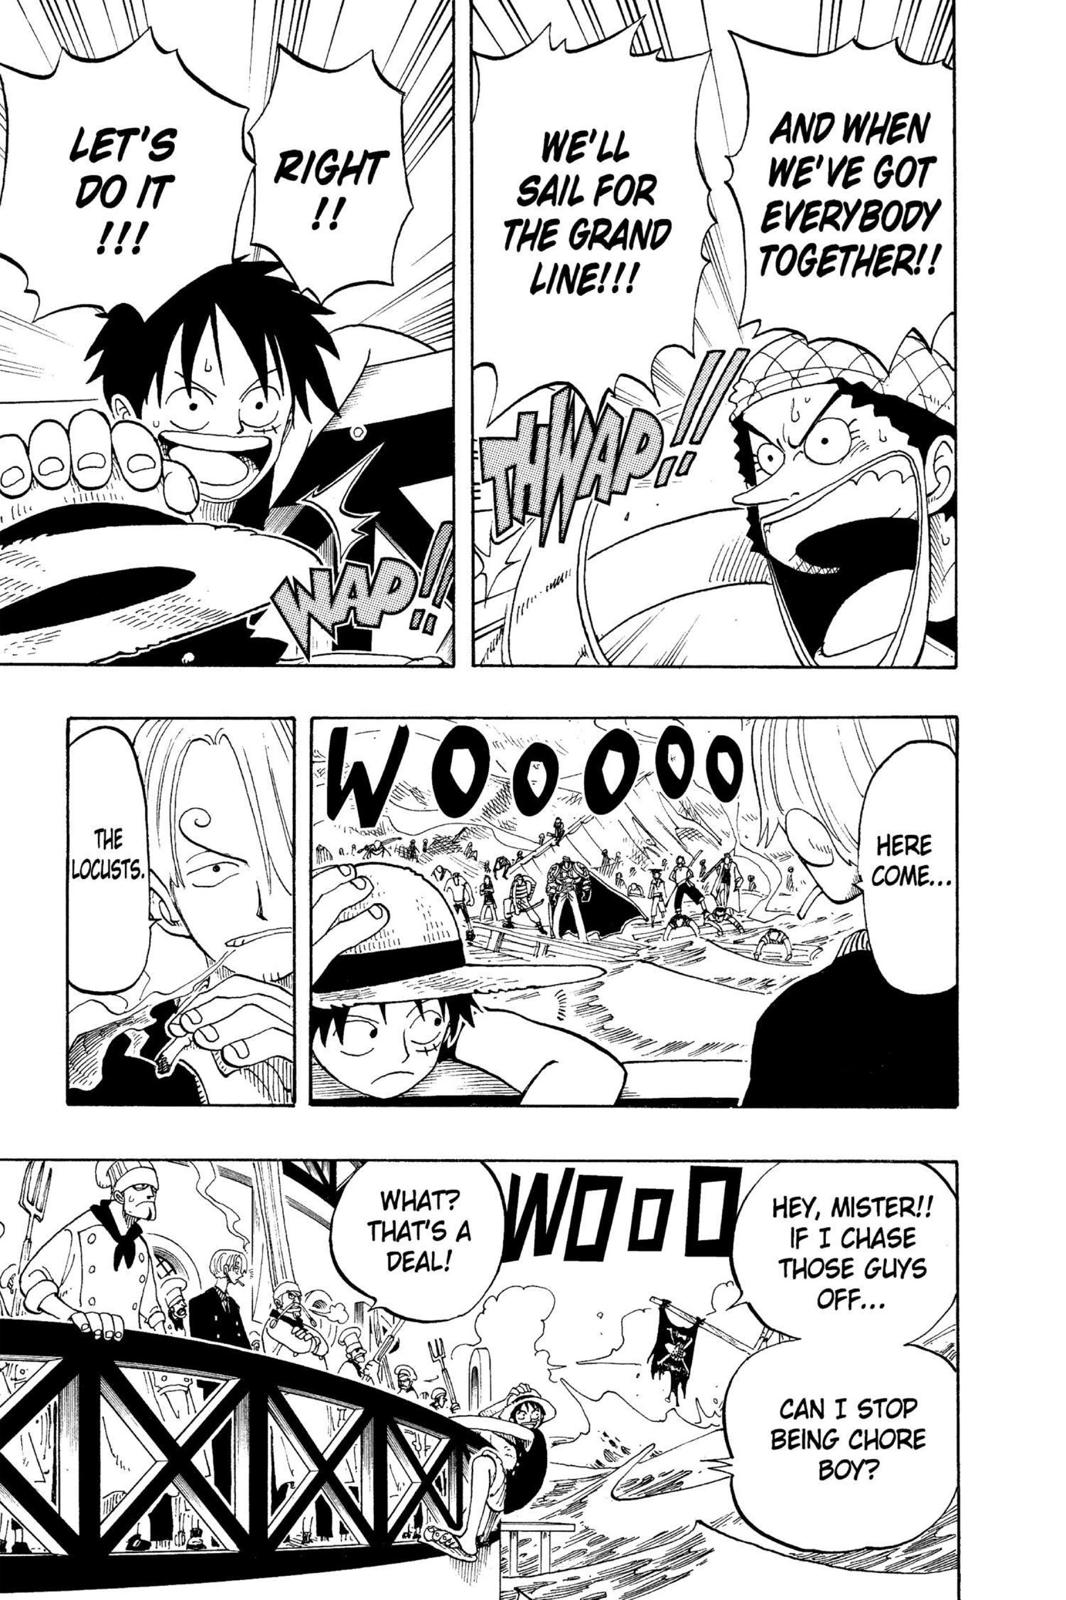 AND WHEN
WE'VE GOT
EVERYBODY
TOGETHER!!
WE'LL
SAIL FOR
THE GRAND
LINE!!!
THWAP!!
RIGHT
!!
LET'S
DO IT
!!!
WAP!!
HERE
COME...
WOOOOOO
THE
LOCUSTS.
HEY, MISTER!!
IF I CHASE
THOSE GUYS
OFF...
CAN I STOP
BEING CHORE
BOY?
WOOO
WHAT?
THAT'S A
DEAL!